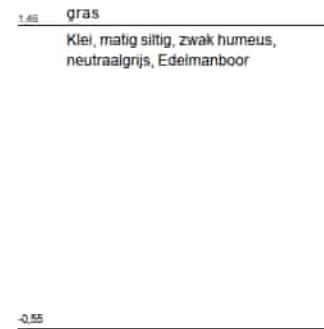 1.45 gras
Klei, matig siltig, zwak humeus,
neutraalgrijs, Edelmanboor
-0,55